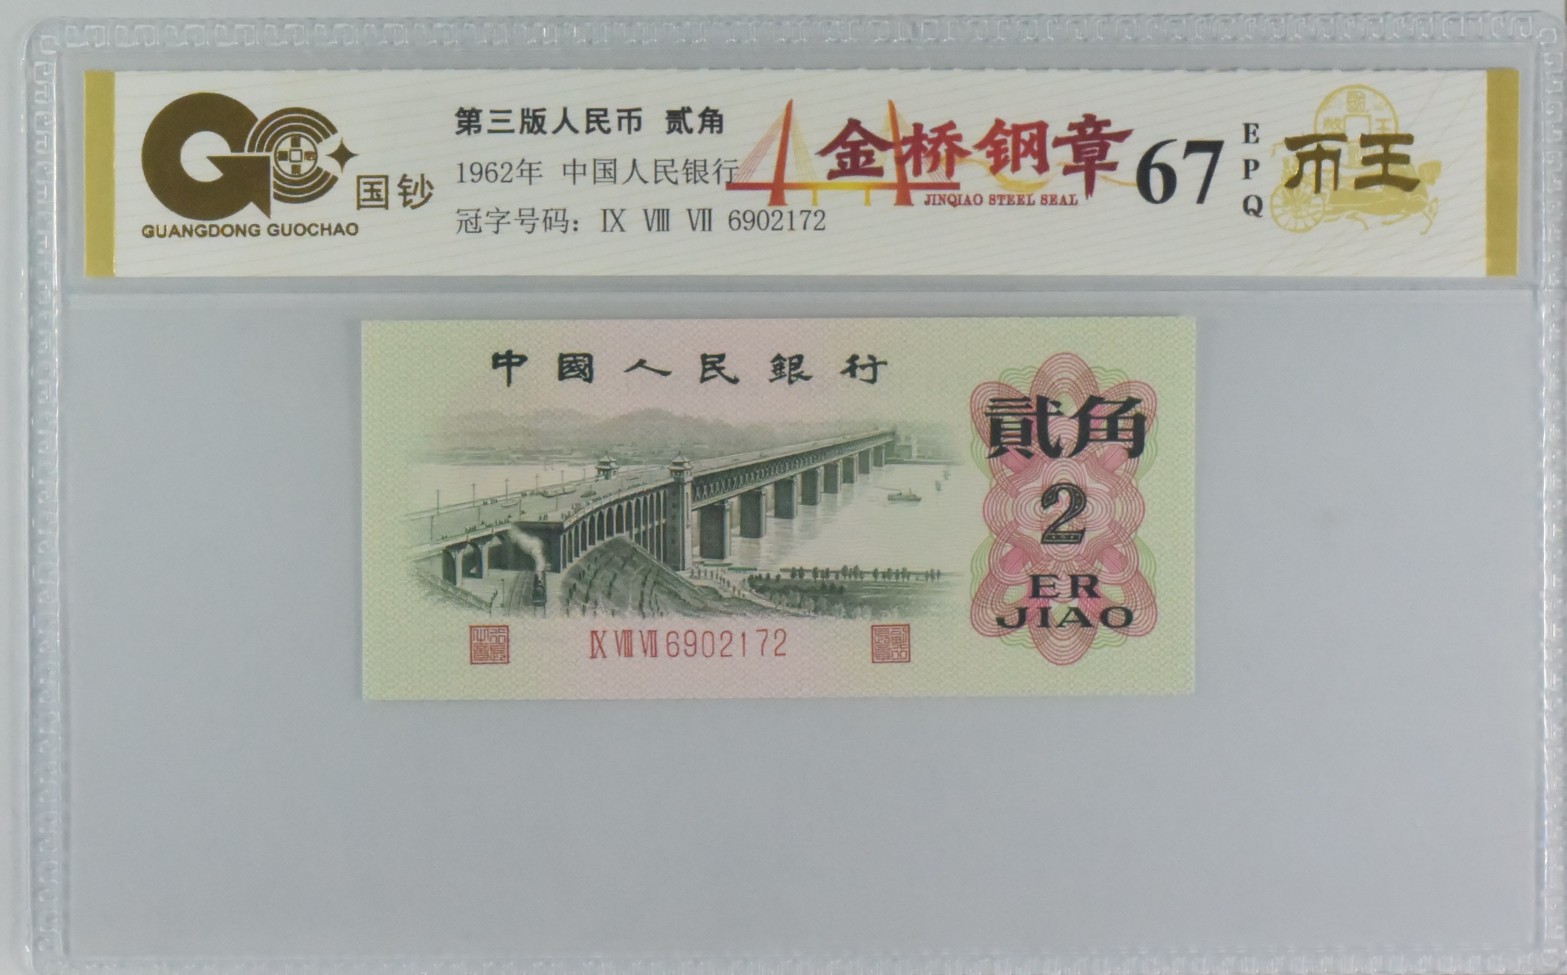 国钞
GUANGDONG GUOCHAO
第三版人民币 贰角
1962年 中国人民银行
冠字号码: Ⅸ Ⅷ Ⅶ 6902172
金桥钢章
JINQIAO STEEL SEAL
67
EPQ
币王
中國人民銀行
貳角
2
ER
JIAO
Ⅸ Ⅷ Ⅶ 6902172